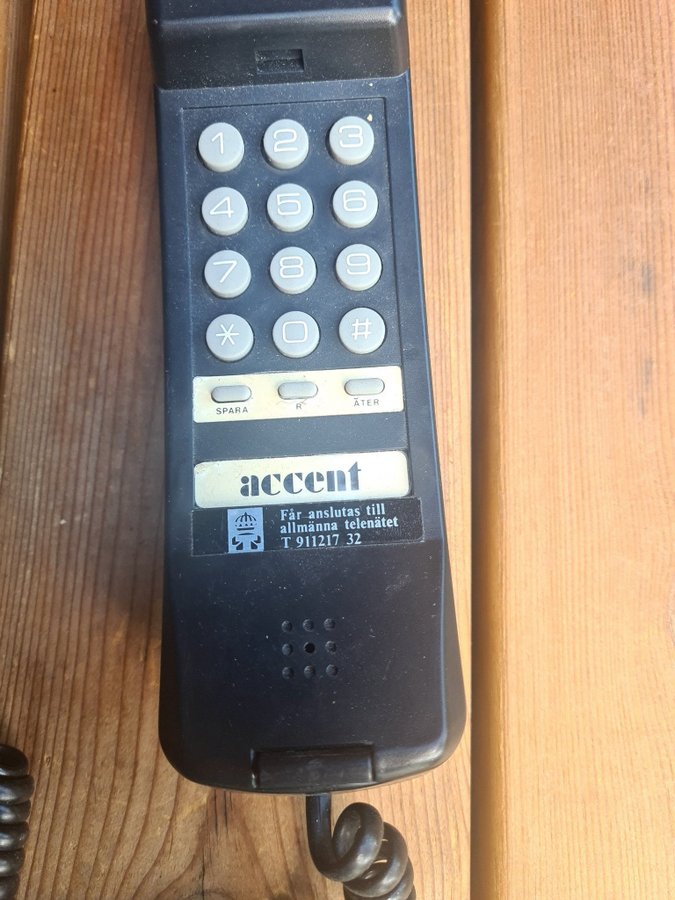 1 2 3
4 5 6
7 8 9
* 0 #
SPARA R ÄTER
accent
Får anslutas till
allmänna telenätet
T 911217 32